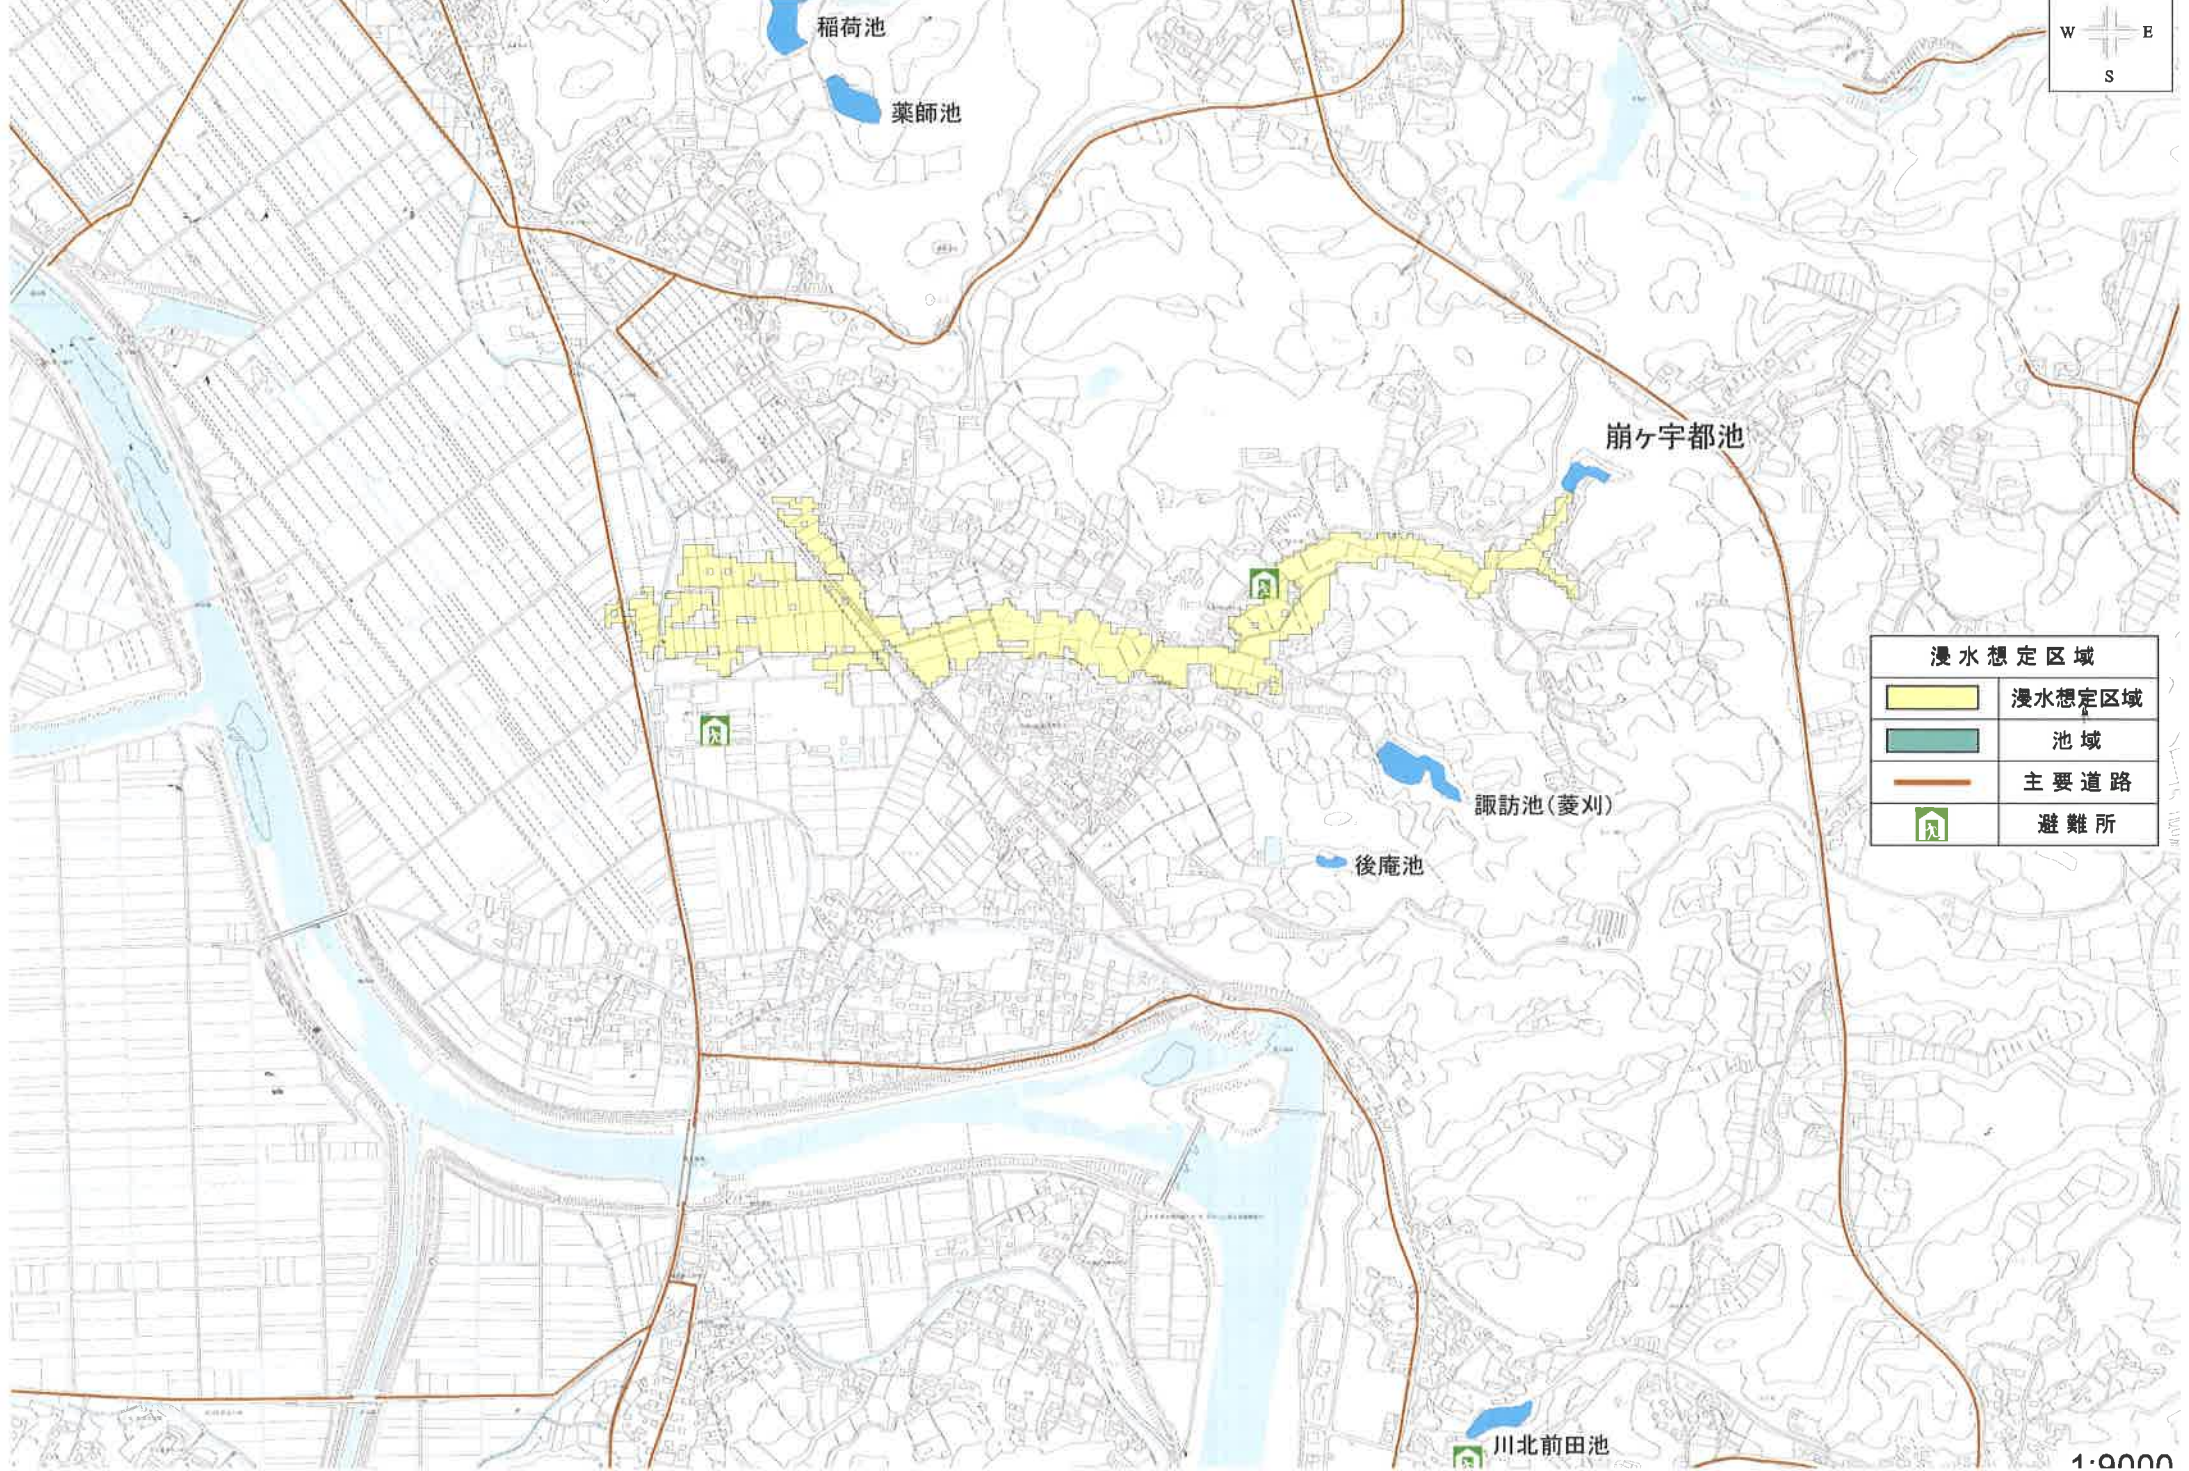 稲荷池
W E
S
薬師池
崩ヶ宇都池
浸水想定区域
浸水想定区域
池域
主要道路
避難所
諏訪池(菱刈)
後庵池
川北前田池
1:9000